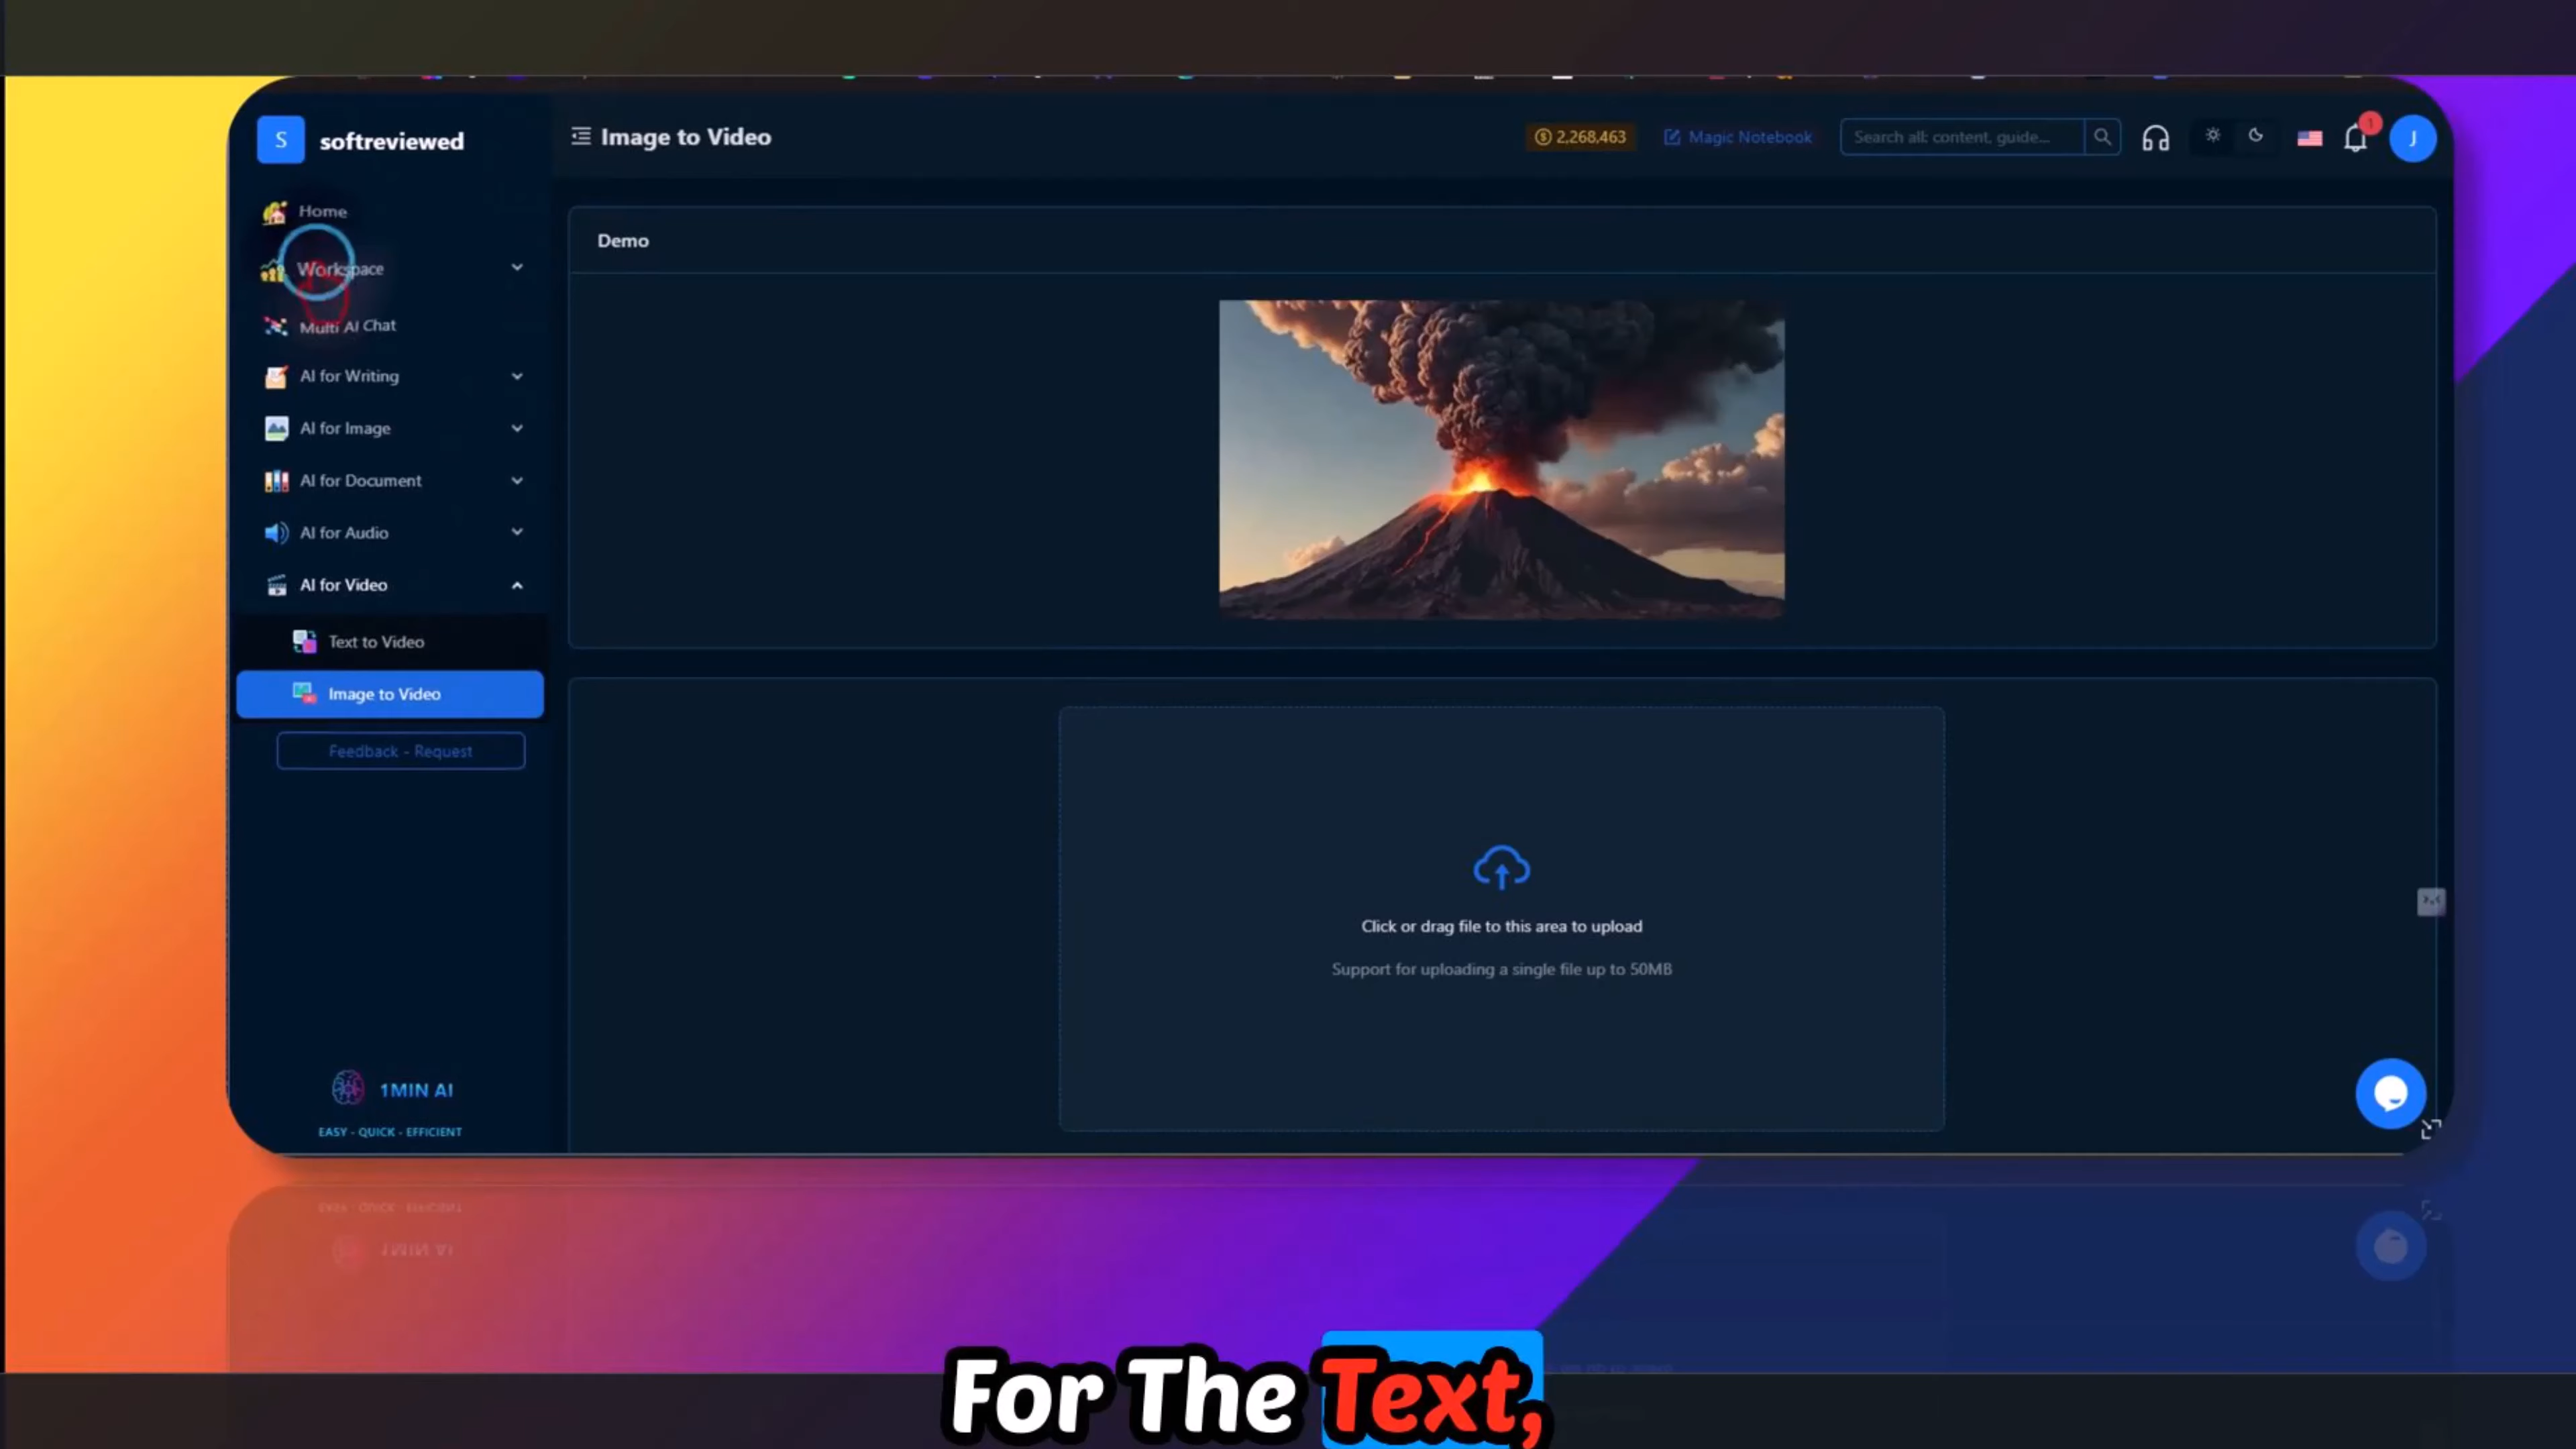 S softreviewed
Image to Video
2,268,463
Magic Notebook
Search all: content, guide...
1
J
Home
Workspace
Multi AI Chat
AI for Writing
AI for Image
AI for Document
AI for Audio
AI for Video
Text to Video
Image to Video
Feedback - Request
Demo
Click or drag file to this area to upload
Support for uploading a single file up to 50MB
1MIN AI
EASY - QUICK - EFFICIENT
For The Text,